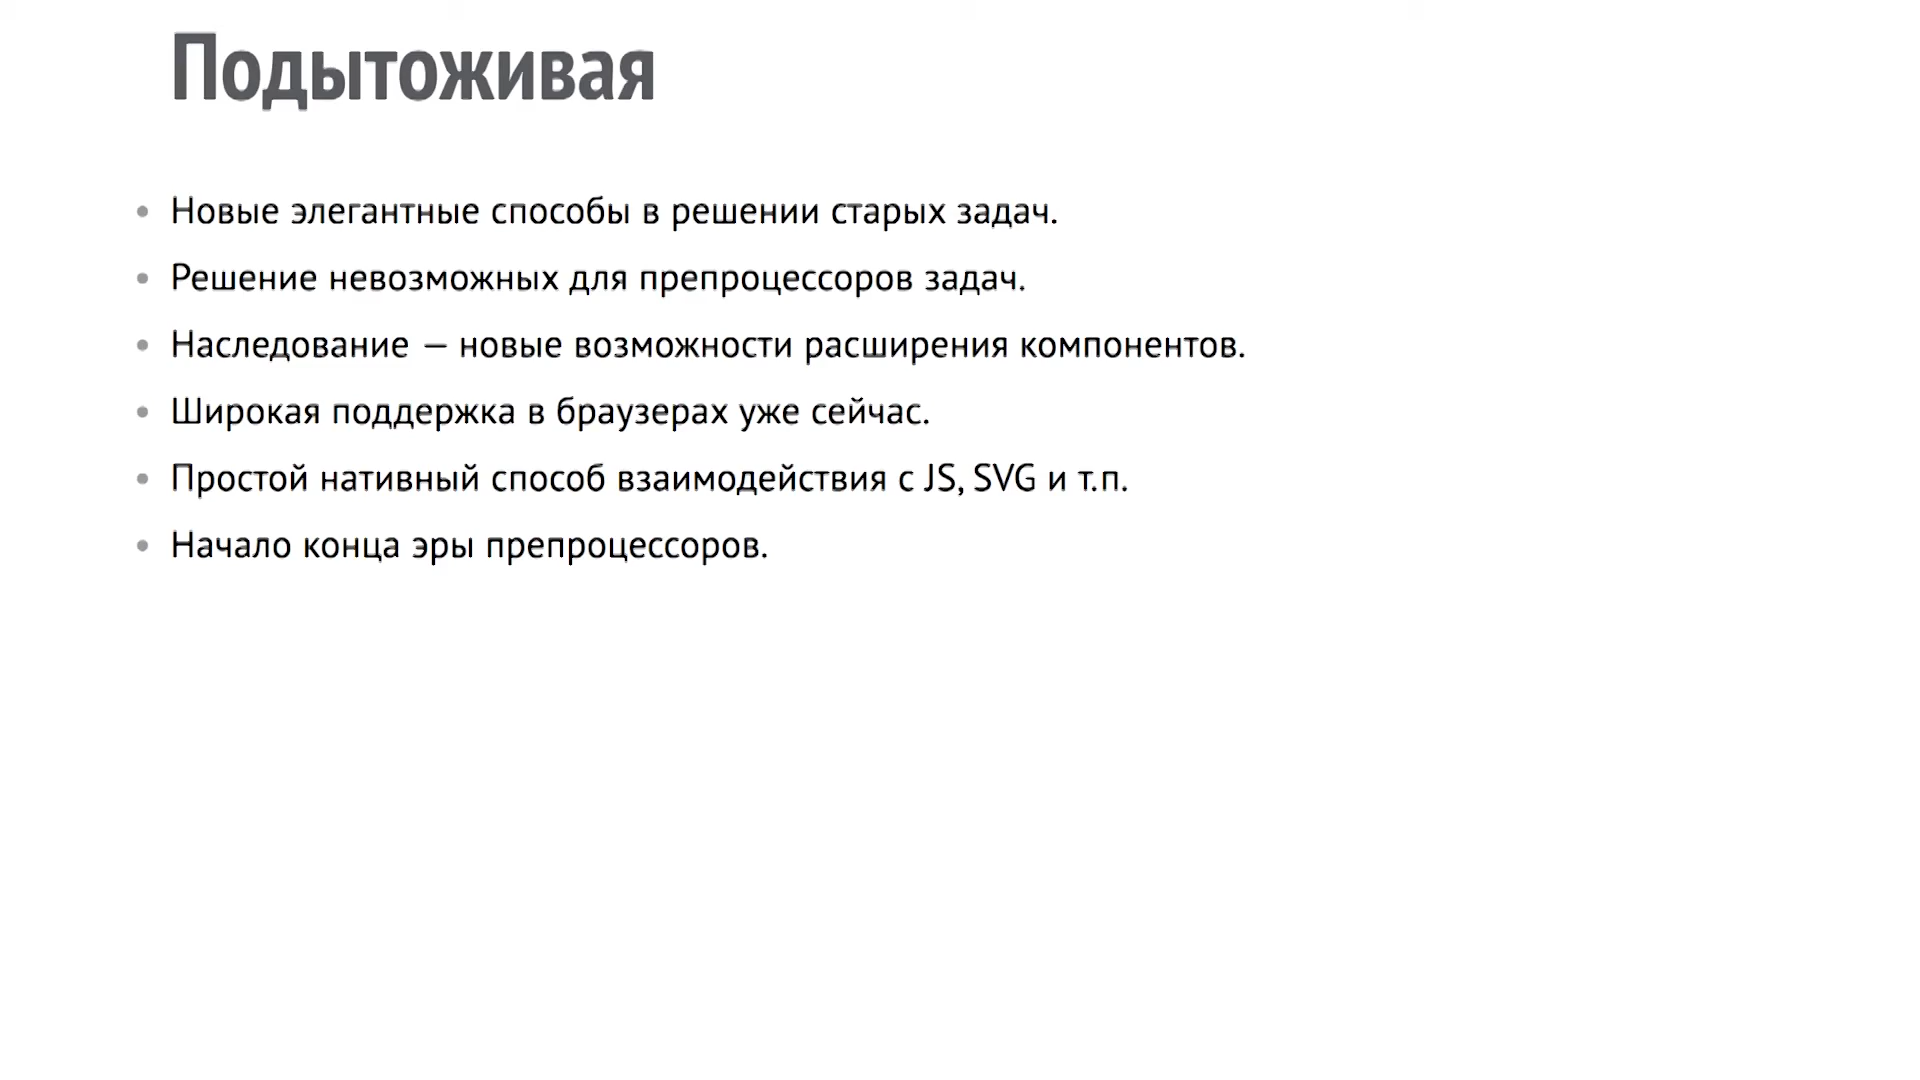 Подытоживая
• Новые элегантные способы в решении старых задач.
• Решение невозможных для препроцессоров задач.
• Наследование — новые возможности расширения компонентов.
• Широкая поддержка в браузерах уже сейчас.
• Простой нативный способ взаимодействия с JS, SVG и т.п.
• Начало конца эры препроцессоров.